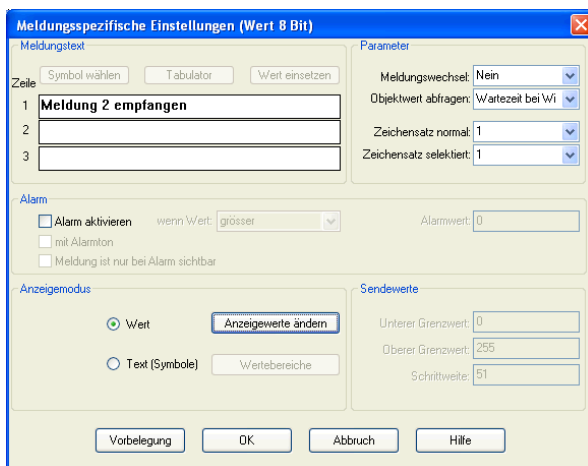 Meldungsspezifische Einstellungen (Wert 8 Bit)
Meldungstext
Symbol wählen Tabulator Wert einsetzen
Zeile
1 Meldung 2 empfangen
2
3
Parameter
Meldungswechsel: Nein
Objektwert abfragen: Wartezeit bei Wi
Zeichensatz normal: 1
Zeichensatz selektiert: 1
Alarm
Alarm aktivieren wenn Wert: grösser Alarmwert: 0
mit Alarmton
Meldung ist nur bei Alarm sichtbar
Anzeigemodus
Wert Anzeigewerte ändern
Text (Symbole) Wertebereiche
Sendewerte
Unterer Grenzwert: 0
Oberer Grenzwert: 255
Schrittweite: 51
Vorbelegung OK Abbruch Hilfe